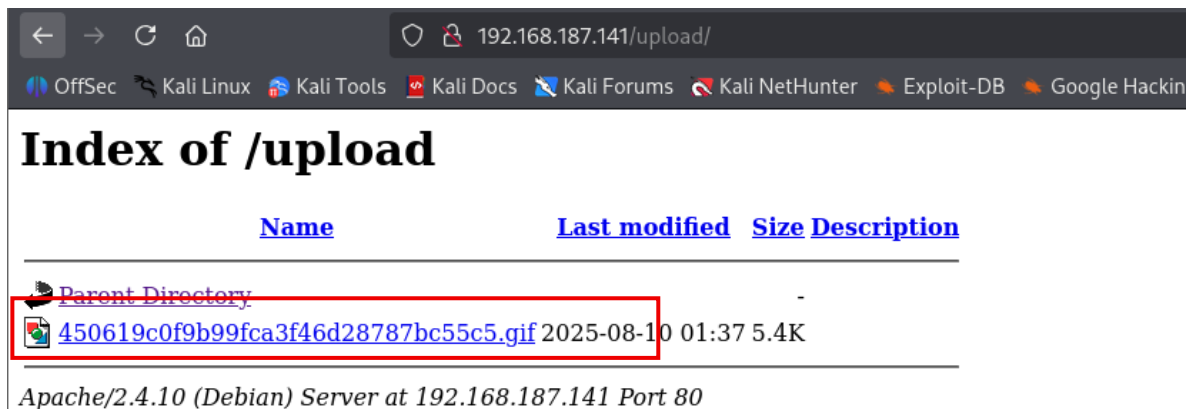 192.168.187.141/upload/
OffSec Kali Linux Kali Tools Kali Docs Kali Forums Kali NetHunter Exploit-DB Google Hackin
Index of /upload
Name Last modified Size Description
Parent Directory -
450619c0f9b99fca3f46d28787bc55c5.gif 2025-08-10 01:37 5.4K
Apache/2.4.10 (Debian) Server at 192.168.187.141 Port 80